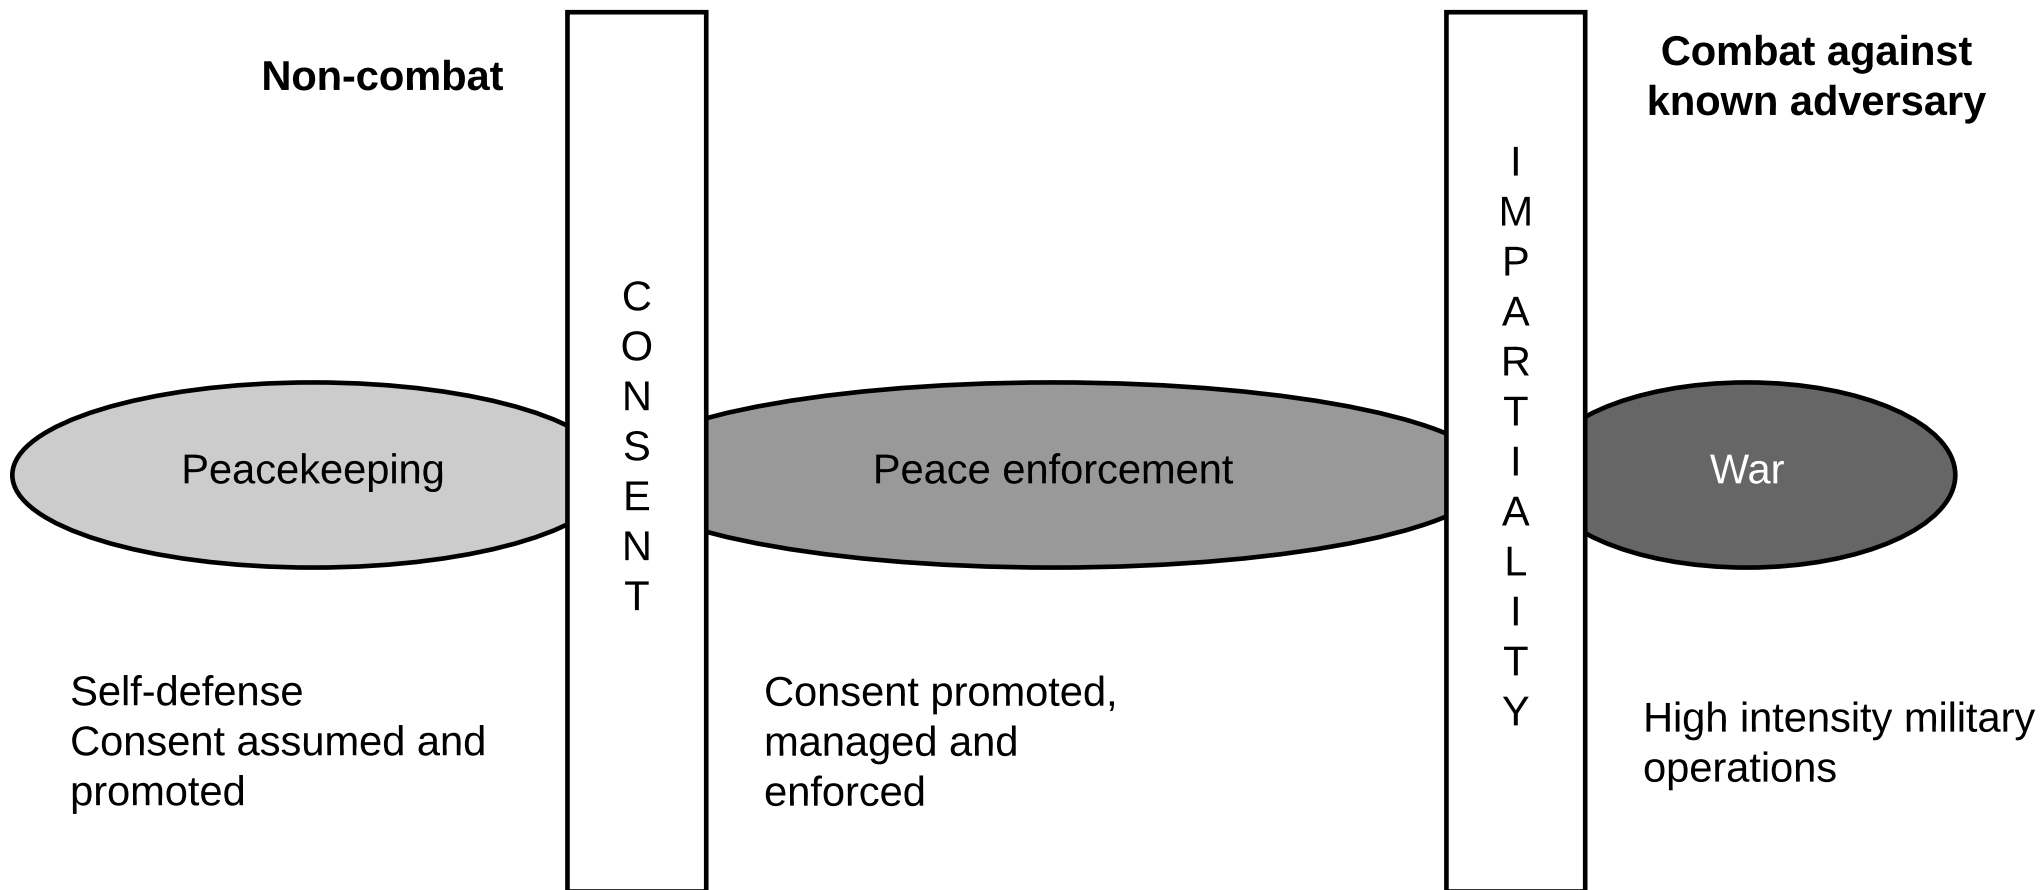 Non-combat
Combat against
known adversary
C
O
N
S
E
N
T
I
M
P
A
R
T
I
A
L
I
T
Y
Peacekeeping
Peace enforcement
War
Self-defense
Consent assumed and
promoted
Consent promoted,
managed and
enforced
High intensity military
operations